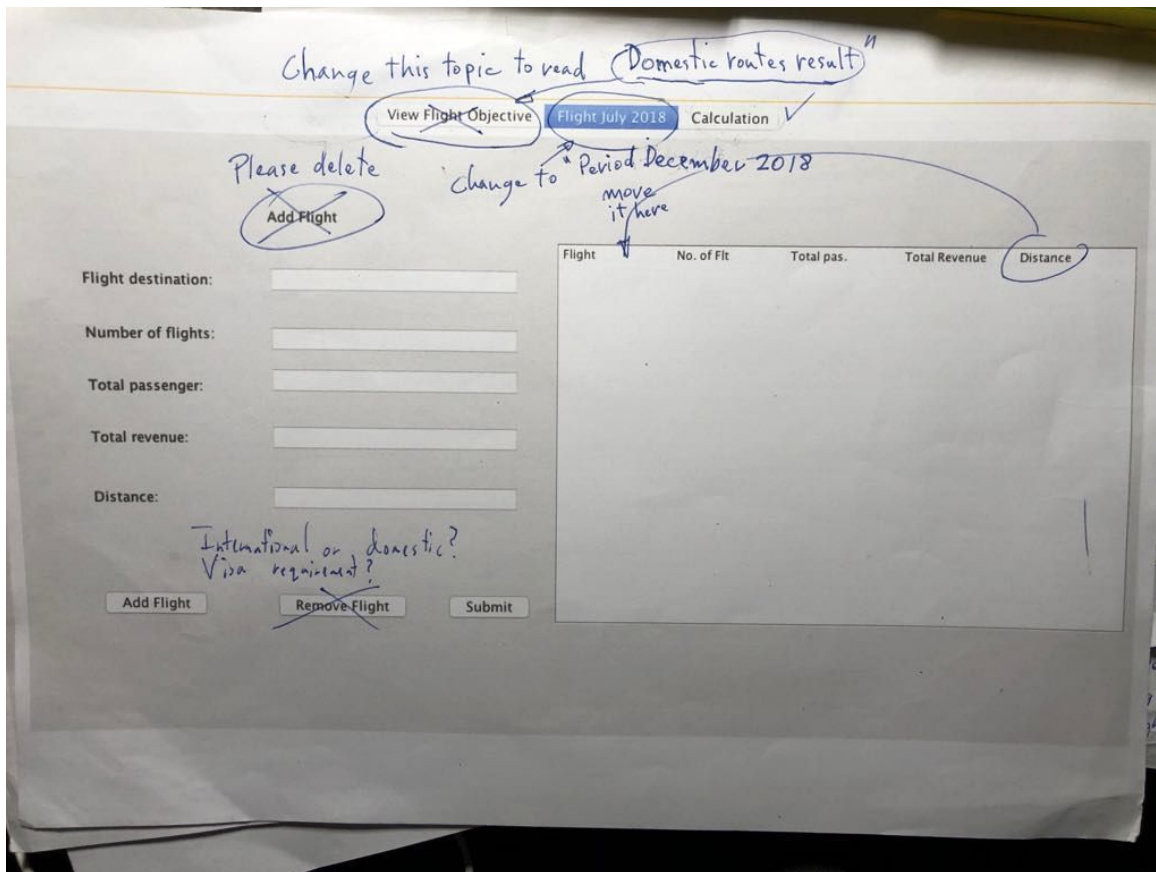 Change this topic to read Domestic routes result"
View Flight Objective Flight July 2018 Calculation
Please delete
Change to "Period December 2018
move
it here
Add Flight
Flight No. of Flt Total pas. Total Revenue Distance
Flight destination:
Number of flights:
Total passenger:
Total revenue:
Distance:
International or domestic?
Visa requirement?
Add Flight Remove Flight Submit